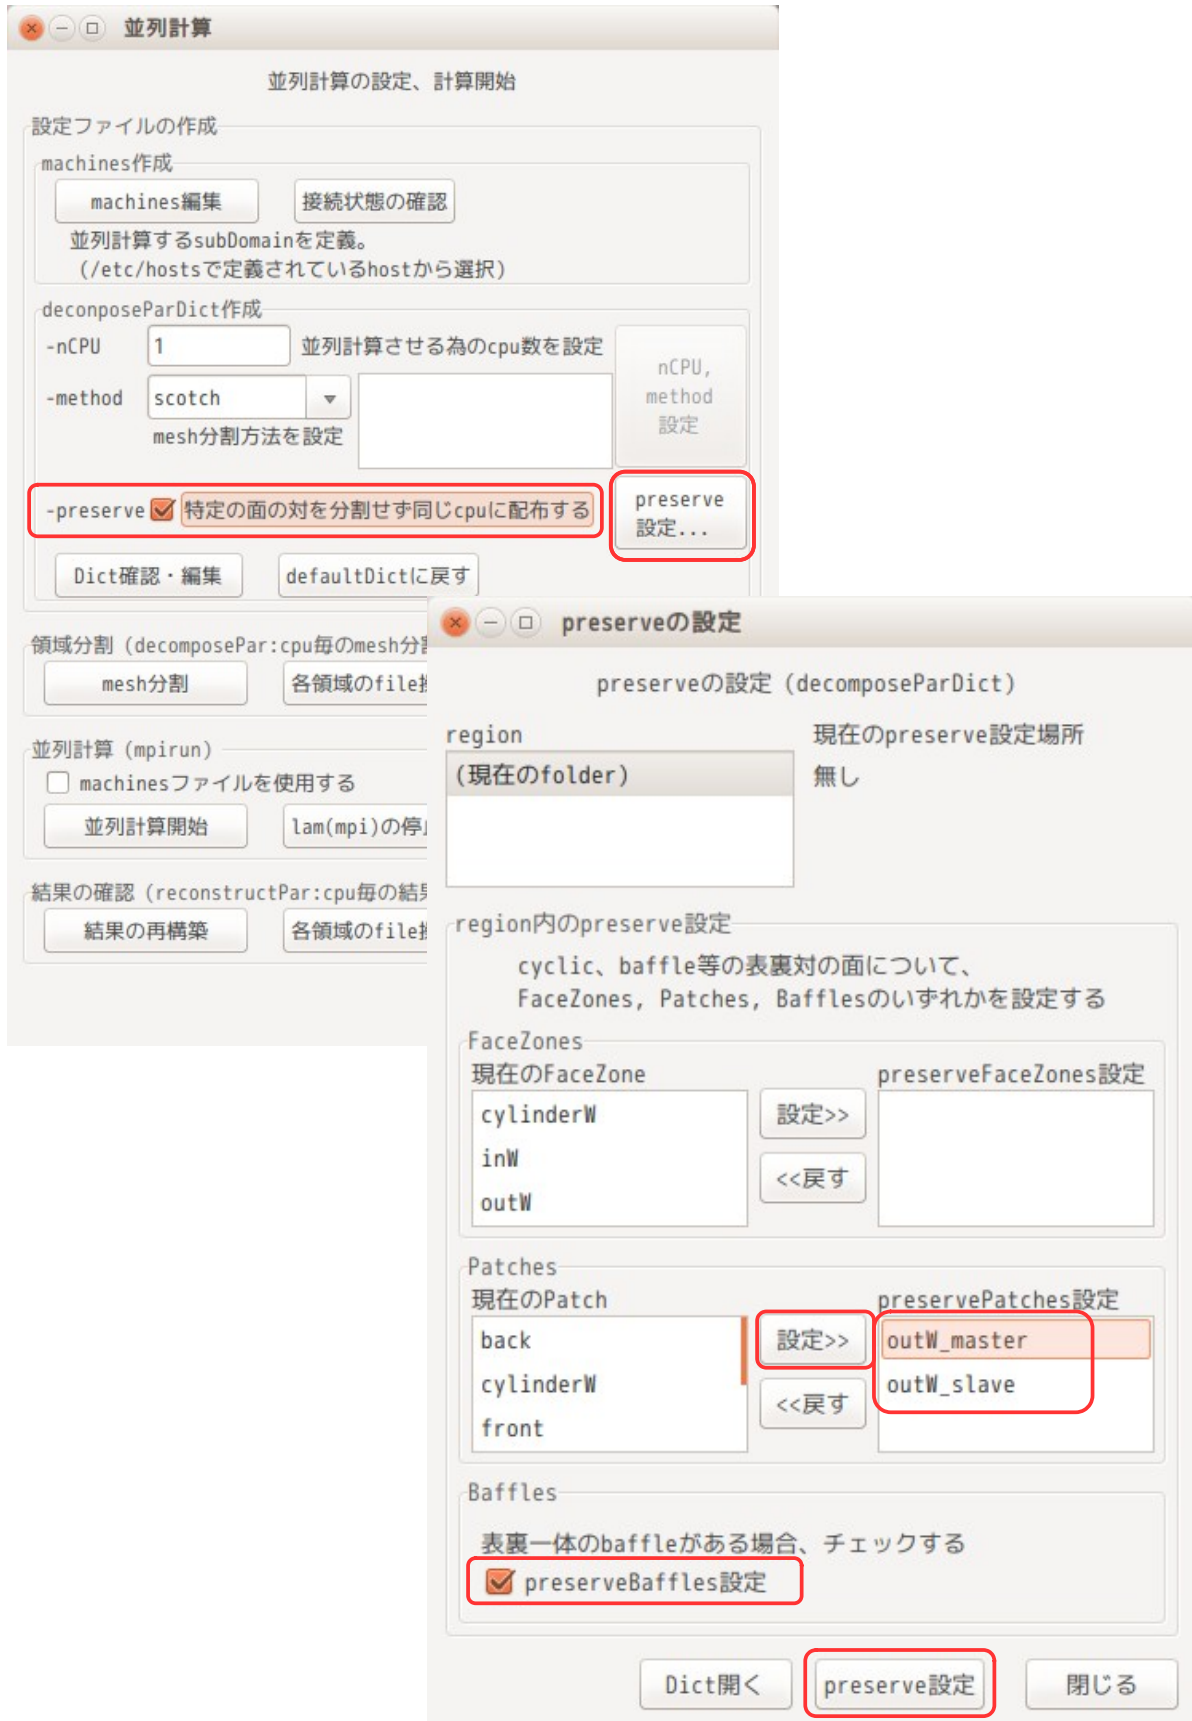 並列計算
並列計算の設定、計算開始
設定ファイルの作成
machines作成
machines編集
接続状態の確認
並列計算するsubDomainを定義。
(/etc/hostsで定義されているhostから選択)
deconposeParDict作成
-nCPU
1
並列計算させる為のcpu数を設定
nCPU,
method
設定
-method
scotch
mesh分割方法を設定
-preserve
特定の面の対を分割せず同じcpuに配布する
preserve
設定...
Dict確認・編集
defaultDictに戻す
領域分割 (decomposePar:cpu毎のmesh分
mesh分割
各領域のfile
並列計算 (mpirun)
machinesファイルを使用する
並列計算開始
lam(mpi)の停
結果の確認 (reconstructPar:cpu毎の結
結果の再構築
各領域のfile
preserveの設定
preserveの設定 (decomposeParDict)
region
現在のpreserve設定場所
(現在のfolder)
無し
region内のpreserve設定
cyclic、baffle等の表裏対の面について、
FaceZones, Patches, Bafflesのいずれかを設定する
FaceZones
現在のFaceZone
preserveFaceZones設定
cylinderW
inW
outW
設定>>
<<戻す
Patches
現在のPatch
preservePatches設定
back
cylinderW
front
設定>>
<<戻す
outW_master
outW_slave
Baffles
表裏一体のbaffleがある場合、チェックする
preserveBaffles設定
Dict開く
preserve設定
閉じる